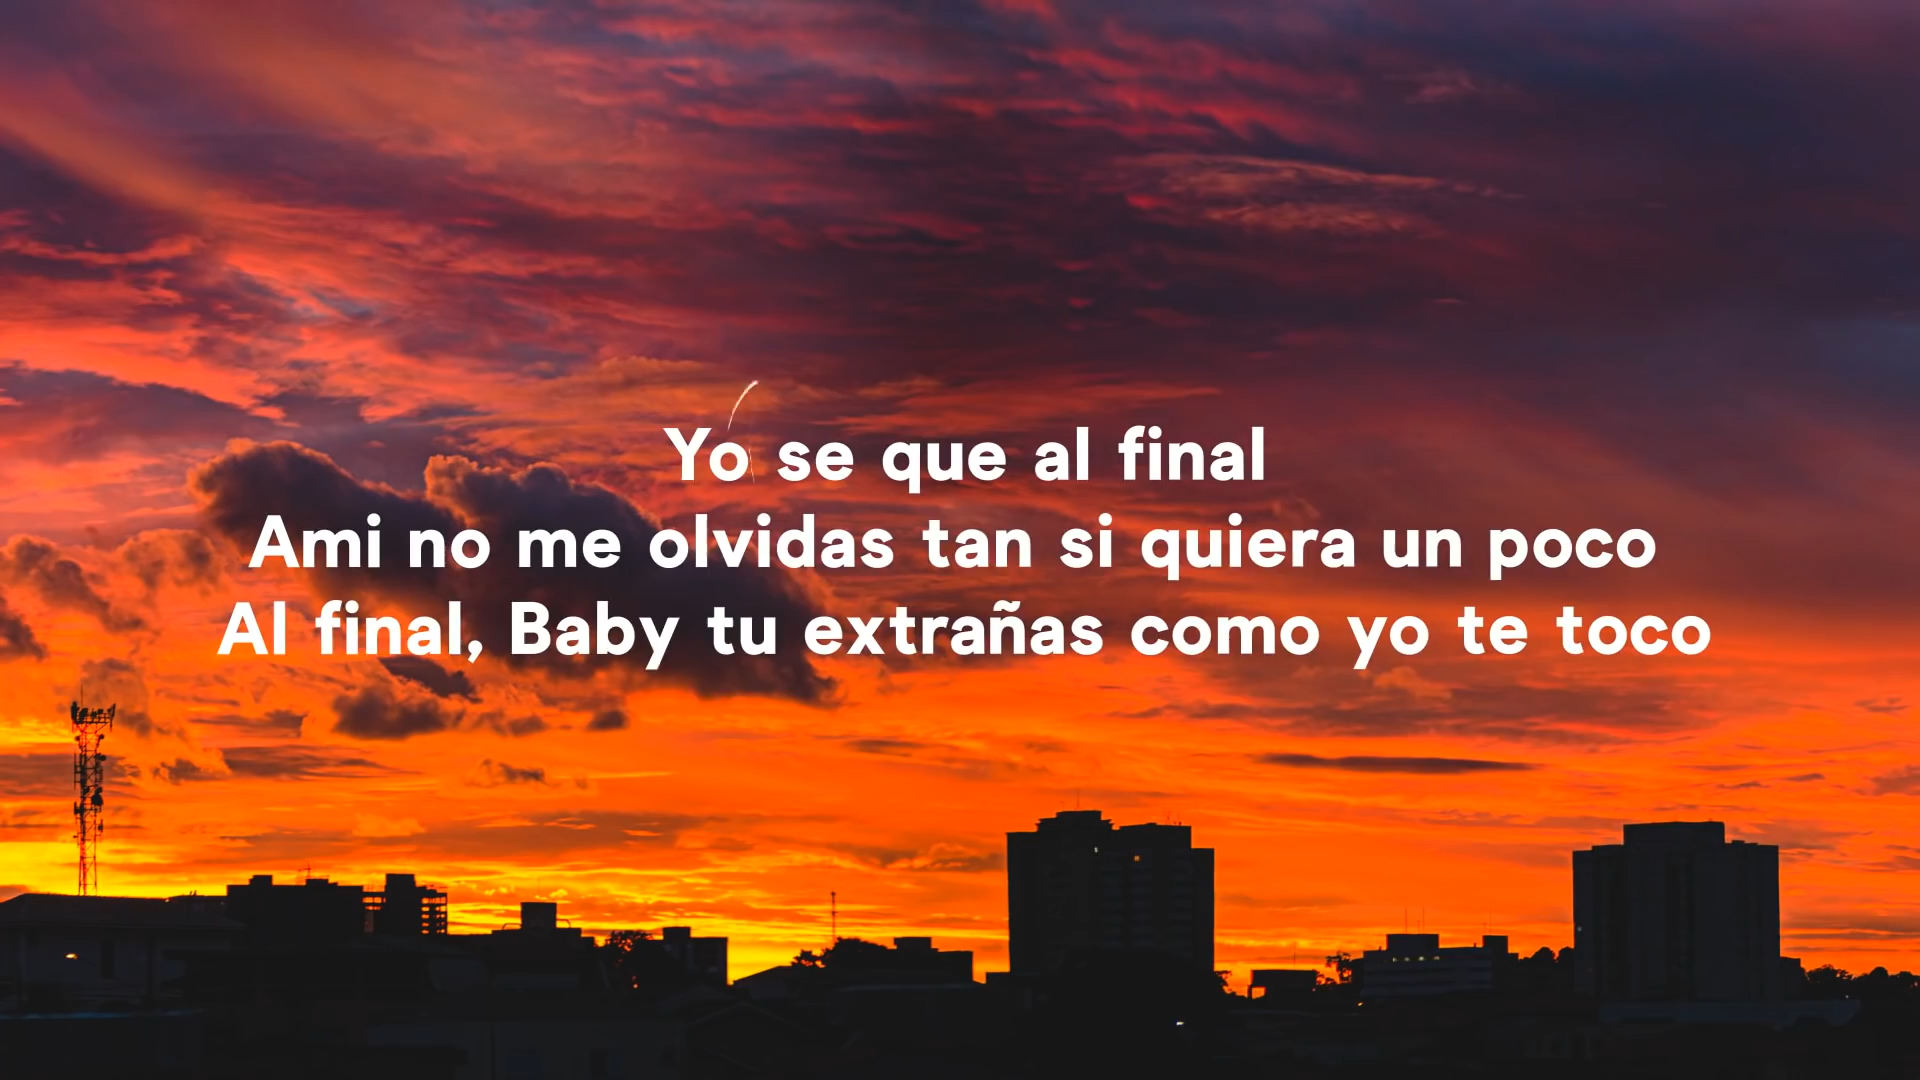 Yo se que al final
Ami no me olvidas tan si quiera un poco
Al final, Baby tu extrañas como yo te toco